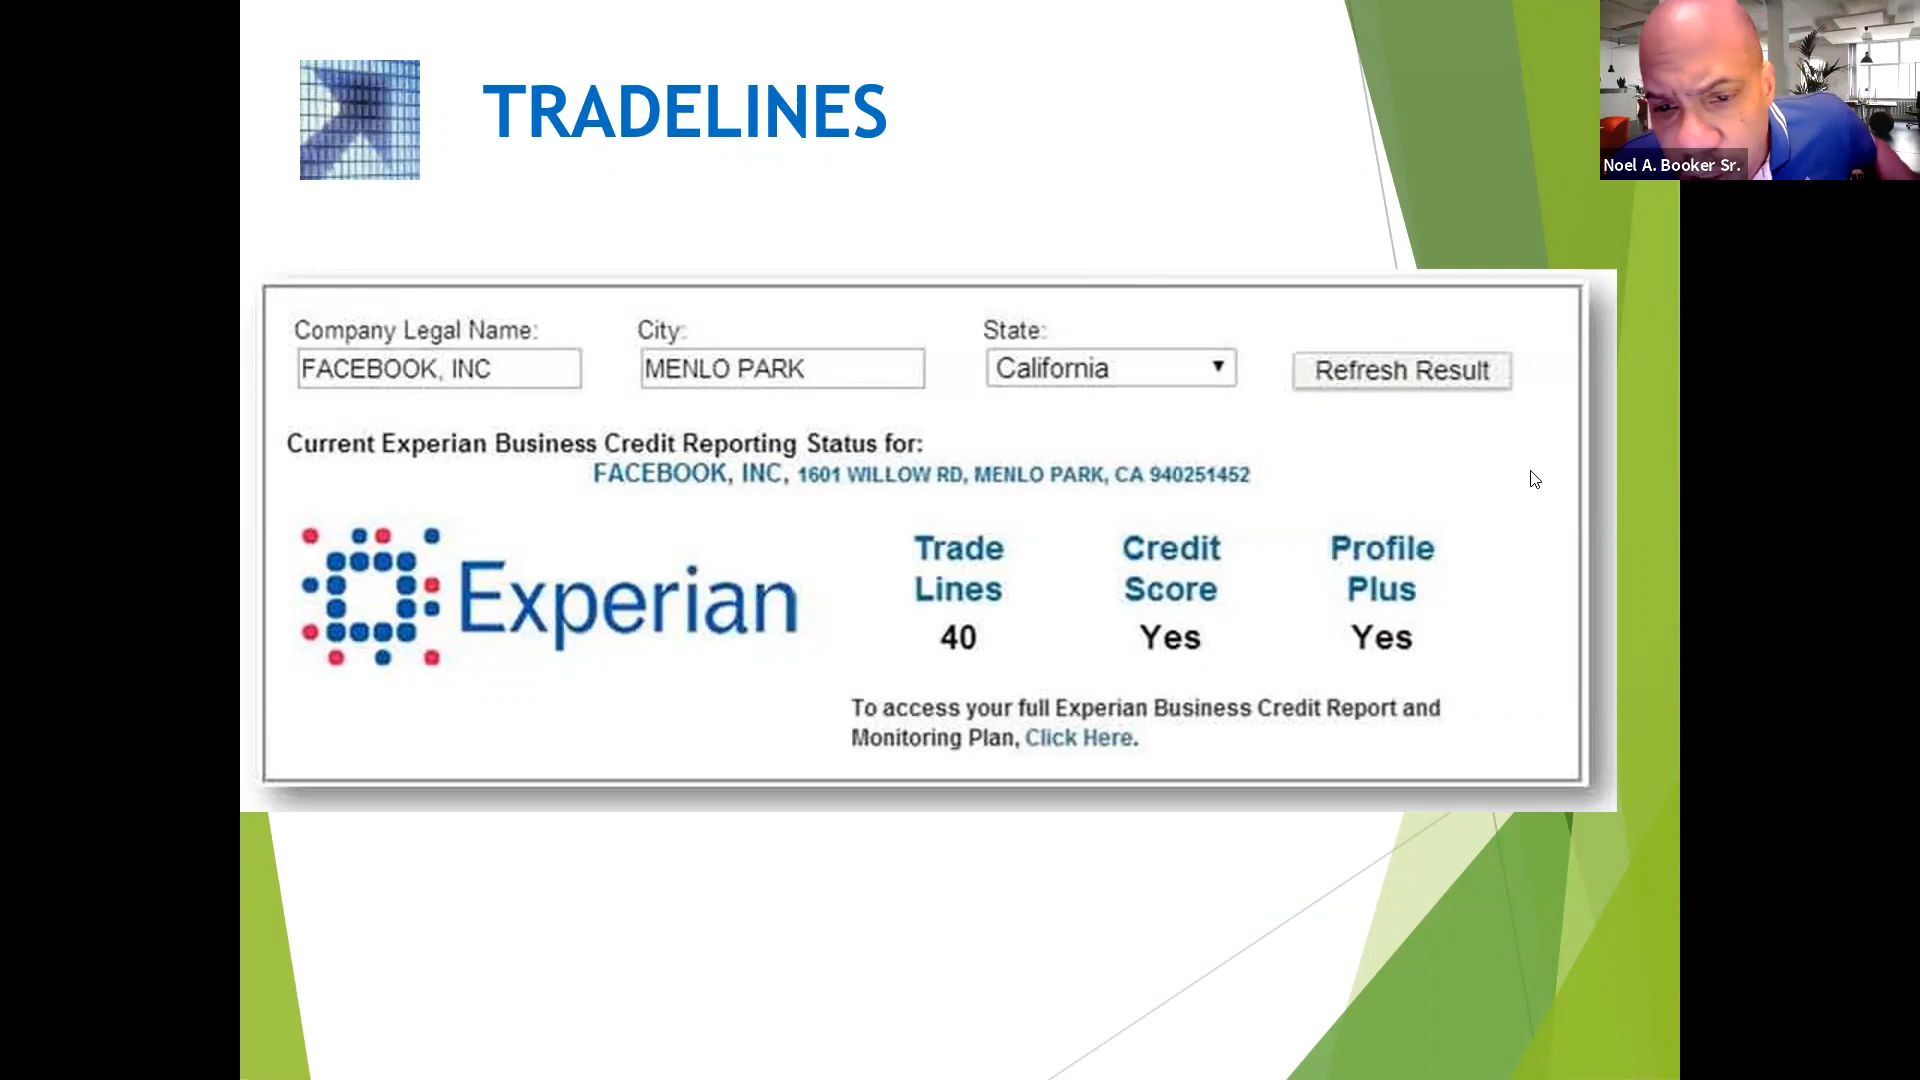 TRADELINES
Noel A. Booker Sr.
Company Legal Name: City: State:
FACEBOOK, INC MENLO PARK California Refresh Result
Current Experian Business Credit Reporting Status for:
FACEBOOK, INC, 1601 WILLOW RD, MENLO PARK, CA 940251452
Experian
Trade Credit Profile
Lines Score Plus
40 Yes Yes
To access your full Experian Business Credit Report and
Monitoring Plan, Click Here.